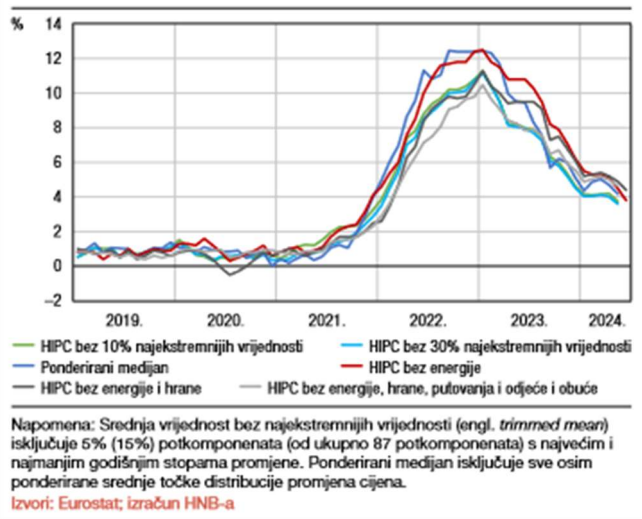 %
14
12
10
8
6
4
2
0
–2
2019. 2020. 2021. 2022. 2023. 2024.
HIPC bez 10% najekstremnijih vrijednosti HIPC bez 30% najekstremnijih vrijednosti
Ponderirani medijan HIPC bez energije
HIPC bez energije i hrane HIPC bez energije, hrane, putovanja i odjeće i obuće
Napomena: Srednja vrijednost bez najekstremnijih vrijednosti (engl. trimmed mean)
isključuje 5% (15%) potkomponenata (od ukupno 87 potkomponenata) s najvećim i
najmanjim godišnjim stopama promjene. Ponderirani medijan isključuje sve osim
ponderirane srednje točke distribucije promjena cijena.
Izvori: Eurostat; izračun HNB-a